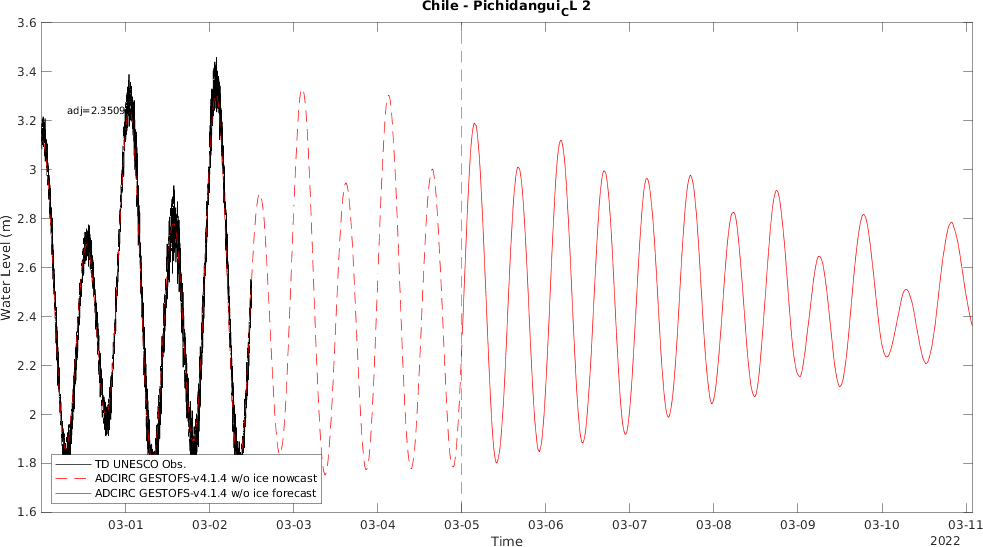 Chile - PichidanguiCL 2
3.6
3.4
3.2
3
2.8
2.6
2.4
2.2
2
1.8
1.6
Water Level (m)
adj=2.3509
TD UNESCO Obs.
ADCIRC GESTOFS-v4.1.4 w/o ice nowcast
ADCIRC GESTOFS-v4.1.4 w/o ice forecast
03-01 03-02 03-03 03-04 03-05 03-06 03-07 03-08 03-09 03-10 03-11
Time
2022